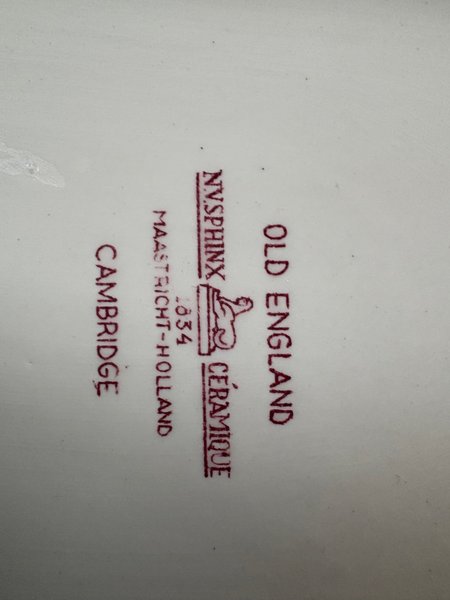 OLD ENGLAND
N.V. SPHINX CÉRAMIQUE
1834
MAASTRICHT-HOLLAND
CAMBRIDGE